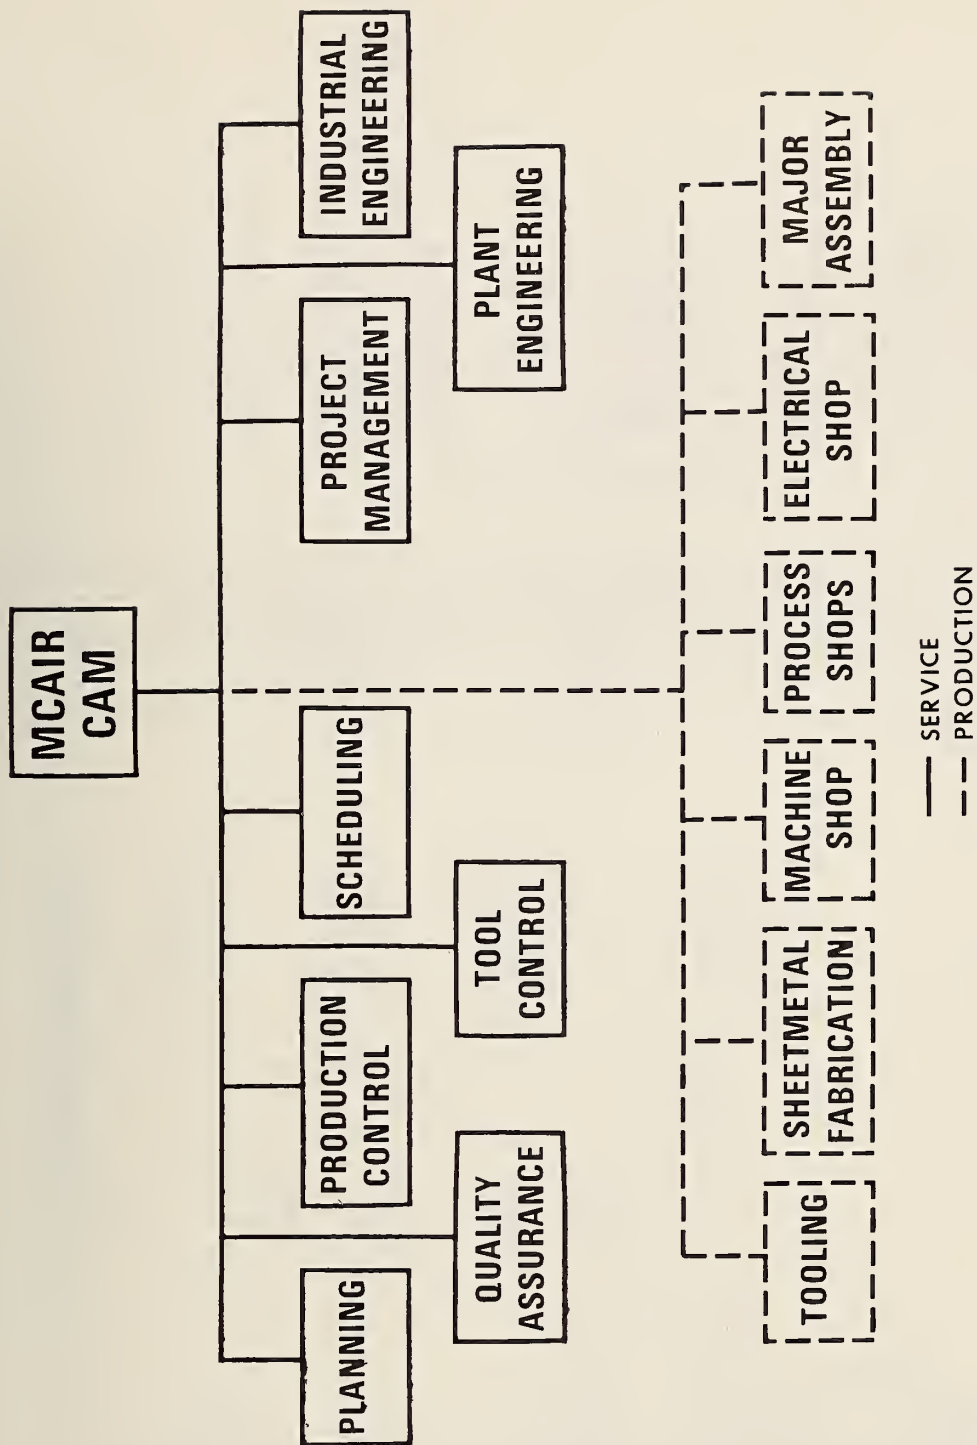 MCAIR
CAM
PLANNING
PRODUCTION
CONTROL
SCHEDULING
PROJECT
MANAGEMENT
INDUSTRIAL
ENGINEERING
QUALITY
ASSURANCE
TOOL
CONTROL
PLANT
ENGINEERING
TOOLING
SHEETMETAL
FABRICATION
MACHINE
SHOP
PROCESS
SHOPS
ELECTRICAL
SHOP
MAJOR
ASSEMBLY
SERVICE
PRODUCTION